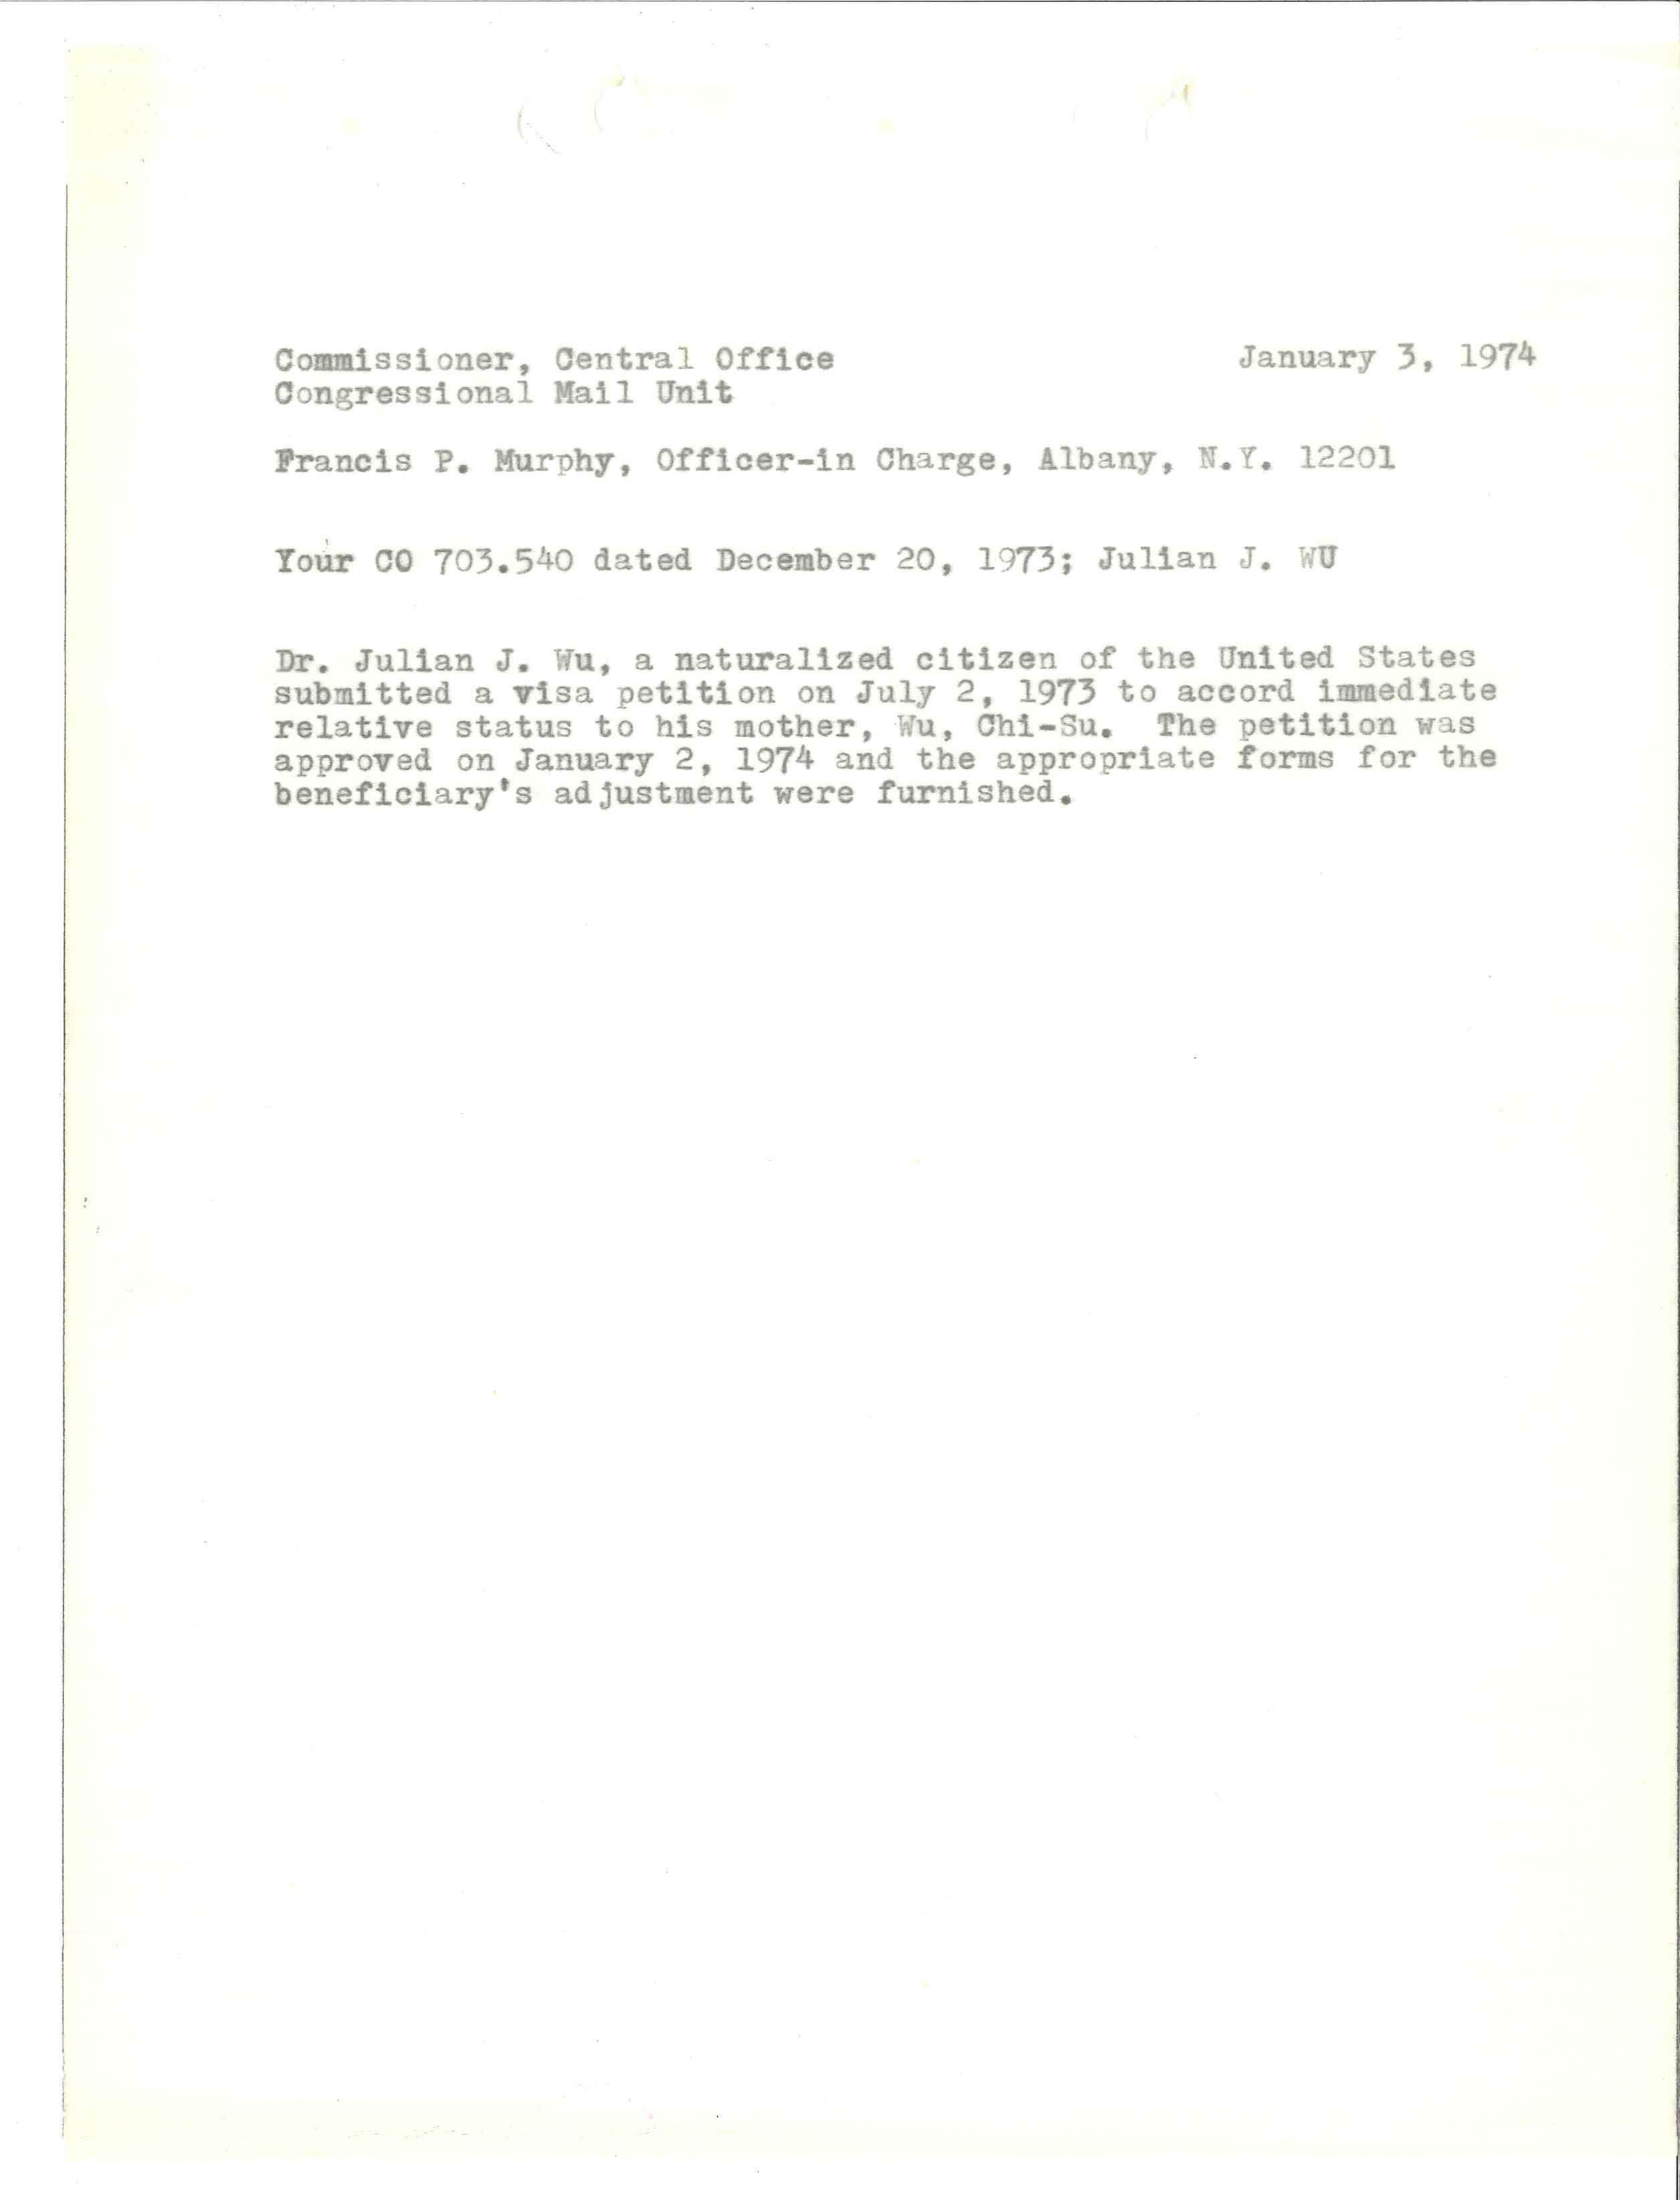 Commissioner, Central Office January 3, 1974
Congressional Mail Unit
Francis P. Murphy, Officer-in Charge, Albany, N.Y. 12201
Your CO 703.540 dated December 20, 1973; Julian J. WU
Dr. Julian J. Wu, a naturalized citizen of the United States
submitted a visa petition on July 2, 1973 to accord immediate
relative status to his mother, Wu, Chi-Su. The petition was
approved on January 2, 1974 and the appropriate forms for the
beneficiary's adjustment were furnished.